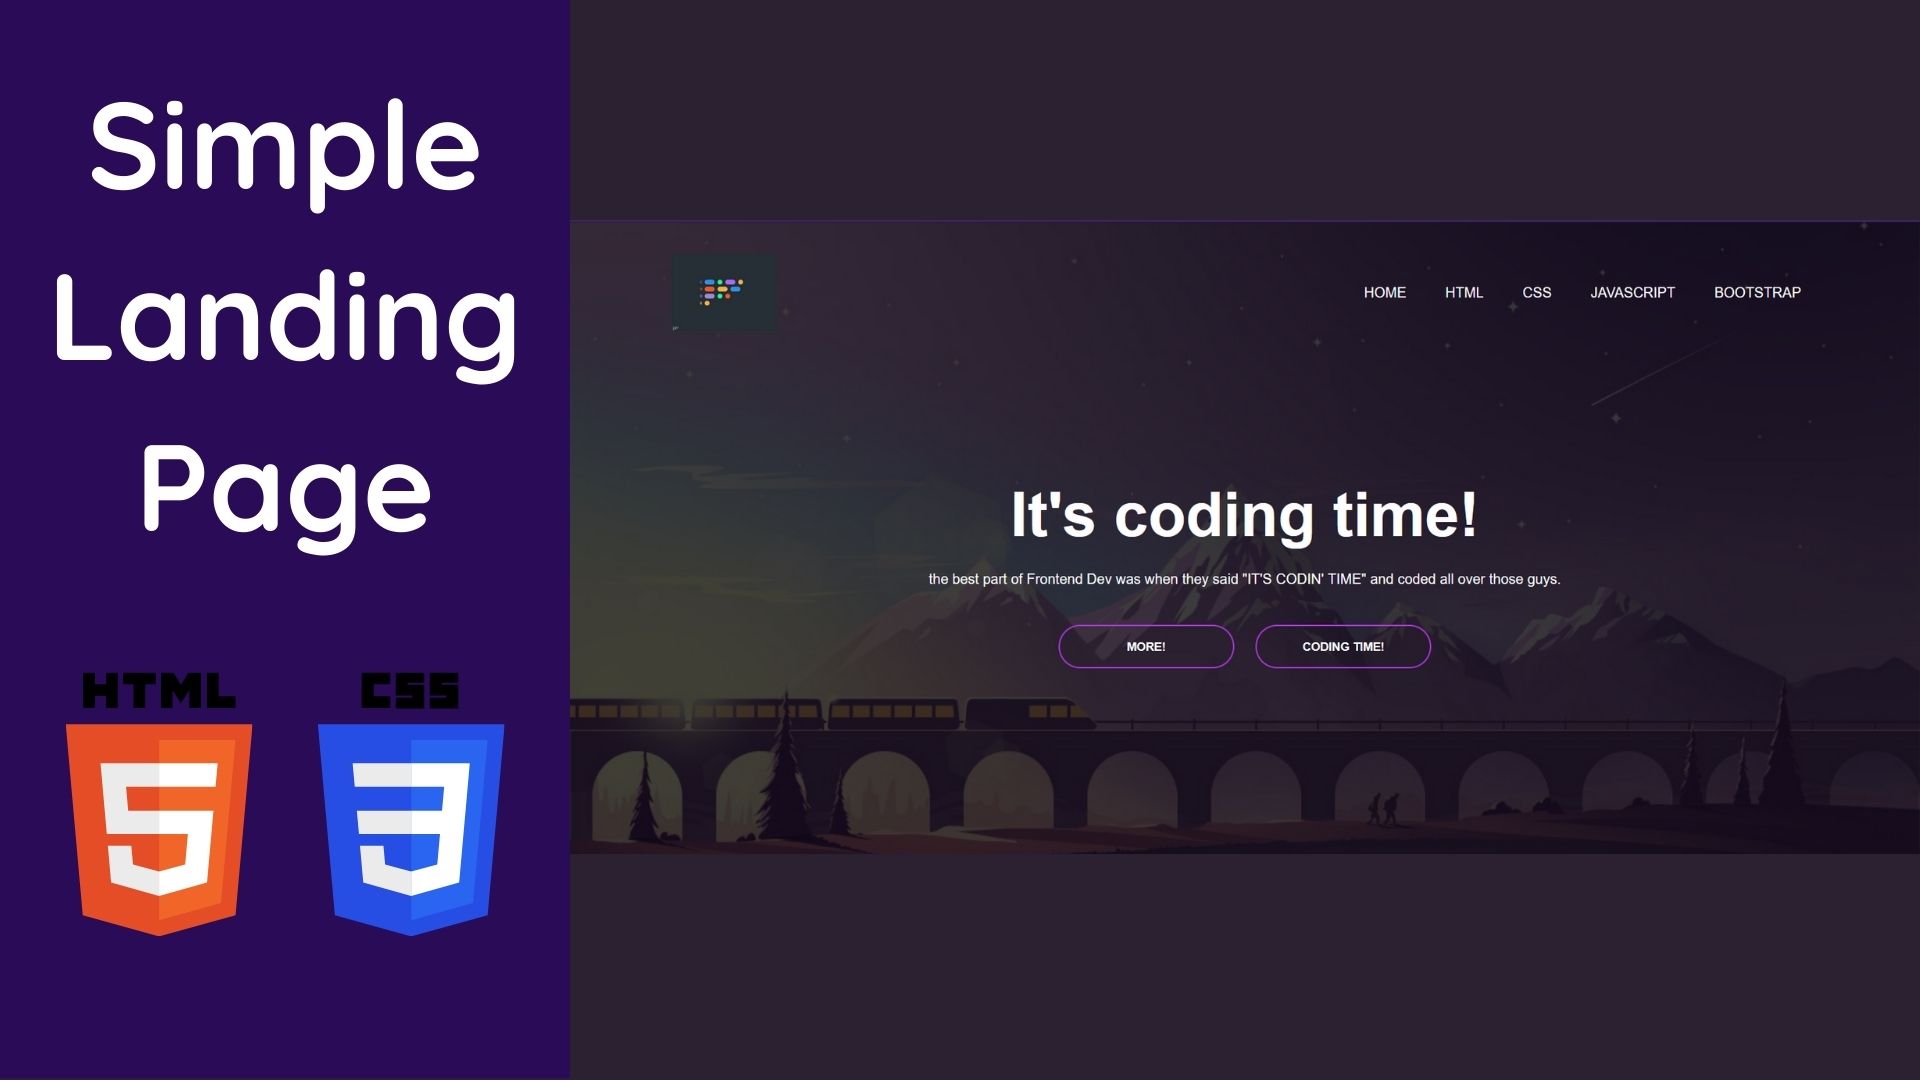 Simple
Landing
Page
HTML
CSS
HOME HTML CSS JAVASCRIPT BOOTSTRAP
It's coding time!
the best part of Frontend Dev was when they said "IT'S CODIN' TIME" and coded all over those guys.
MORE! CODING TIME!